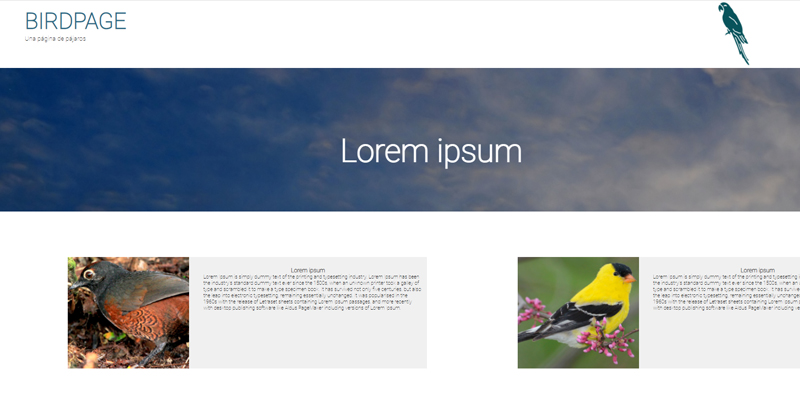 BIRDPAGE
Una página de pájaros
Lorem ipsum
Lorem ipsum
Lorem Ipsum is simply dummy text of the printing and typesetting industry. Lorem Ipsum has been
the industry's standard dummy text ever since the 1500s, when an unknown printer took a galley of
type and scrambled it to make a type specimen book. It has survived not only five centuries, but also
the leap into electronic typesetting, remaining essentially unchanged. It was popularised in the
1960s with the release of Letraset sheets containing Lorem Ipsum passages, and more recently
with desktop publishing software like Aldus PageMaker including versions of Lorem Ipsum.
Lorem ipsum
Lorem Ipsum is simply dummy text of the printing and typesetting
the industry's standard dummy text ever since the 1500s, when an
type and scrambled it to make a type specimen book. It has surviv
the leap into electronic typesetting, remaining essentially unchanged.
1960s with the release of Letraset sheets containing Lorem Ipsum
with desktop publishing software like Aldus PageMaker including